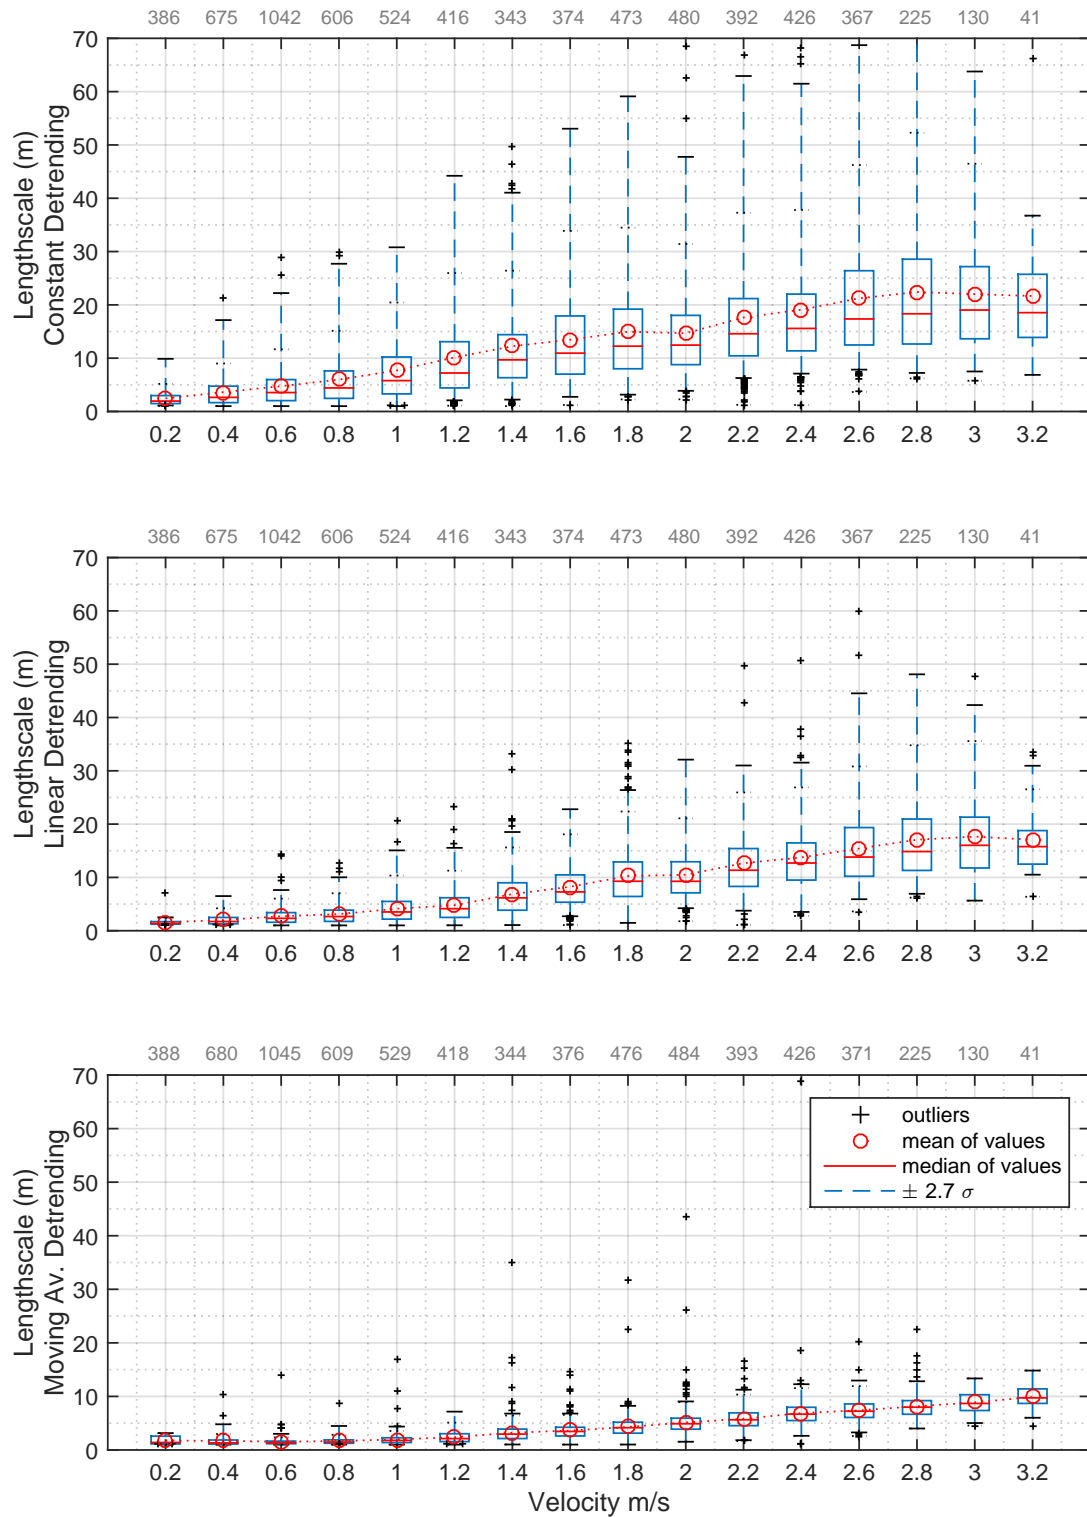 386 675 1042 606 524 416 343 374 473 480 392 426 367 225 130 41
70
60
50
40
30
20
10
0
Lengthscale (m)
Constant Detrending
0.2 0.4 0.6 0.8 1 1.2 1.4 1.6 1.8 2 2.2 2.4 2.6 2.8 3 3.2
386 675 1042 606 524 416 343 374 473 480 392 426 367 225 130 41
70
60
50
40
30
20
10
0
Lengthscale (m)
Linear Detrending
0.2 0.4 0.6 0.8 1 1.2 1.4 1.6 1.8 2 2.2 2.4 2.6 2.8 3 3.2
388 680 1045 609 529 418 344 376 476 484 393 426 371 225 130 41
70
60
50
40
30
20
10
0
Lengthscale (m)
Moving Av. Detrending
outliers
mean of values
median of values
± 2.7 σ
0.2 0.4 0.6 0.8 1 1.2 1.4 1.6 1.8 2 2.2 2.4 2.6 2.8 3 3.2
Velocity m/s